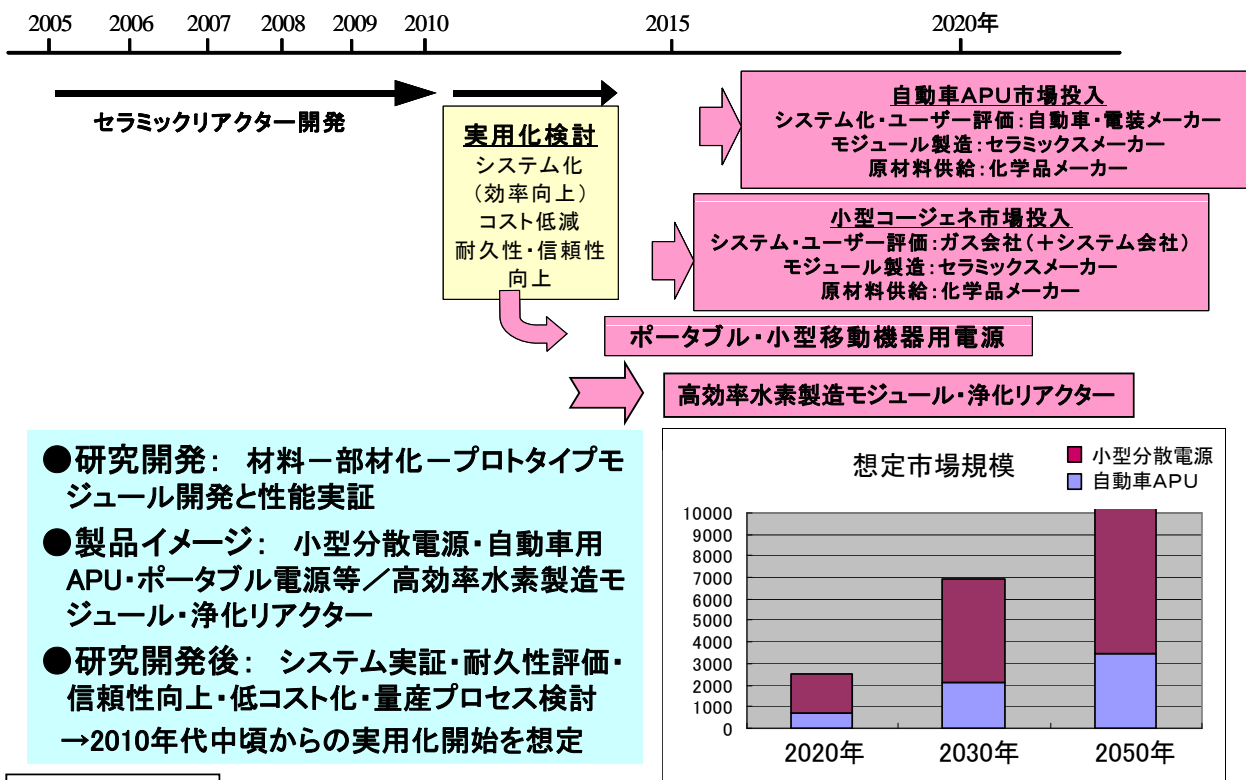 2005 2006 2007 2008 2009 2010 2015 2020年
セラミックリアクター開発
実用化検討
システム化
（効率向上）
コスト低減
耐久性・信頼性
向上
自動車APU市場投入
システム化・ユーザー評価：自動車・電装メーカー
モジュール製造：セラミックスメーカー
原材料供給：化学品メーカー
小型コージェネ市場投入
システム・ユーザー評価：ガス会社（＋システム会社）
モジュール製造：セラミックスメーカー
原材料供給：化学品メーカー
ポータブル・小型移動機器用電源
高効率水素製造モジュール・浄化リアクター
●研究開発： 材料－部材化－プロトタイプモ
ジュール開発と性能実証
●製品イメージ： 小型分散電源・自動車用
APU・ポータブル電源等／高効率水素製造モ
ジュール・浄化リアクター
●研究開発後： システム実証・耐久性評価・
信頼性向上・低コスト化・量産プロセス検討
→2010年代中頃からの実用化開始を想定
想定市場規模
小型分散電源
自動車APU
10000
9000
8000
7000
6000
5000
4000
3000
2000
1000
0
2020年 2030年 2050年